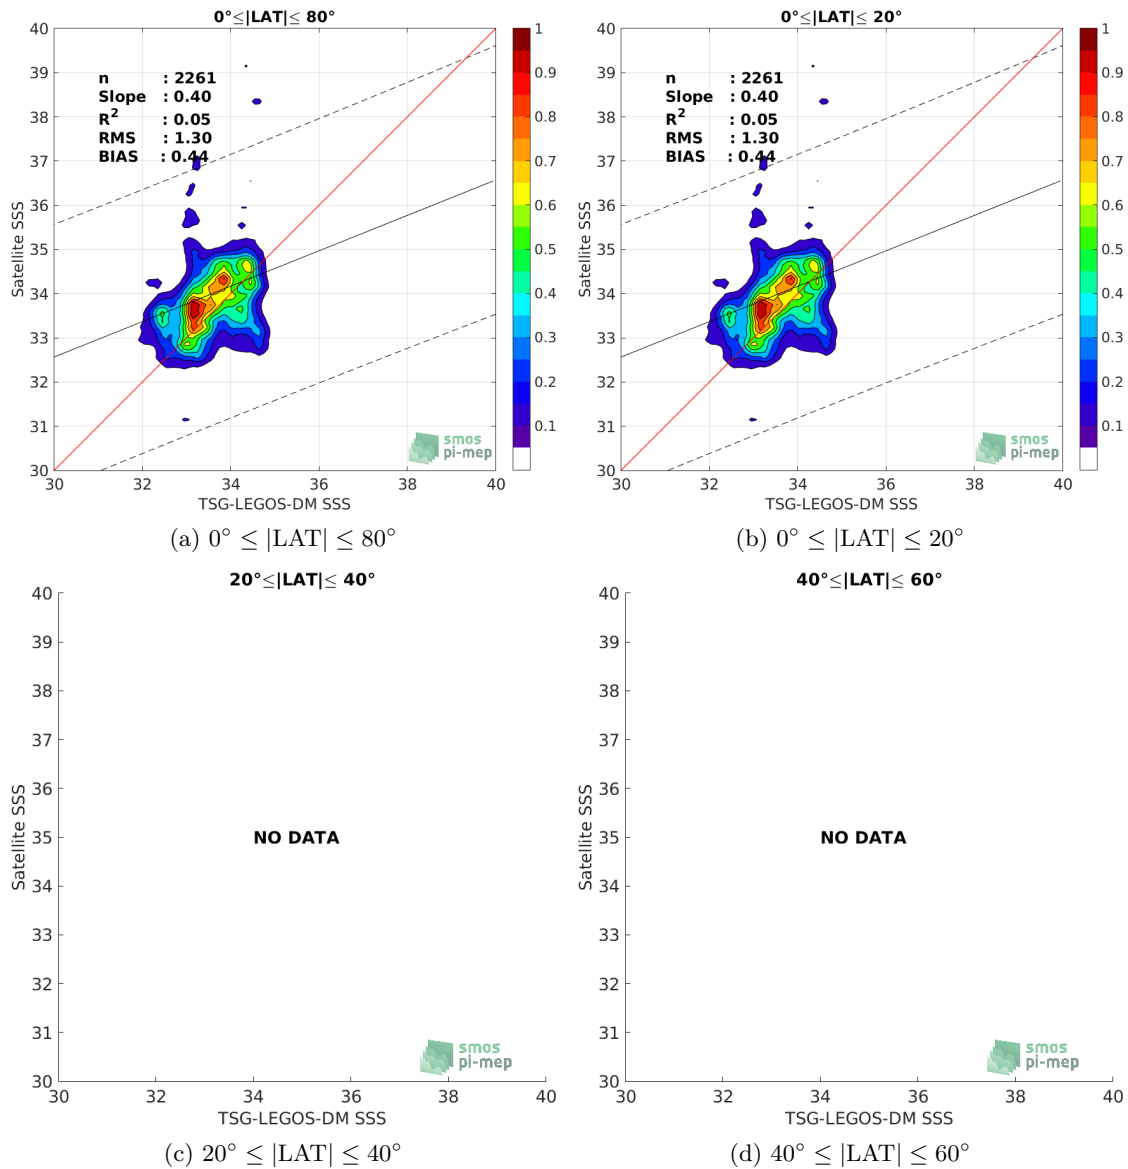 0°≤|LAT|≤ 80°
40
39
38
37
36
35
34
33
32
31
30
Satellite SSS
n : 2261
Slope : 0.40
R² : 0.05
RMS : 1.30
BIAS : 0.44
smos
pi-mep
30 32 34 36 38 40
TSG-LEGOS-DM SSS
1
0.9
0.8
0.7
0.6
0.5
0.4
0.3
0.2
0.1
(a) 0° ≤ |LAT| ≤ 80°
0°≤|LAT|≤ 20°
40
39
38
37
36
35
34
33
32
31
30
Satellite SSS
n : 2261
Slope : 0.40
R² : 0.05
RMS : 1.30
BIAS : 0.44
smos
pi-mep
30 32 34 36 38 40
TSG-LEGOS-DM SSS
1
0.9
0.8
0.7
0.6
0.5
0.4
0.3
0.2
0.1
(b) 0° ≤ |LAT| ≤ 20°
20°≤|LAT|≤ 40°
40
39
38
37
36
35
34
33
32
31
30
Satellite SSS
NO DATA
smos
pi-mep
30 32 34 36 38 40
TSG-LEGOS-DM SSS
(c) 20° ≤ |LAT| ≤ 40°
40°≤|LAT|≤ 60°
40
39
38
37
36
35
34
33
32
31
30
Satellite SSS
NO DATA
smos
pi-mep
30 32 34 36 38 40
TSG-LEGOS-DM SSS
(d) 40° ≤ |LAT| ≤ 60°